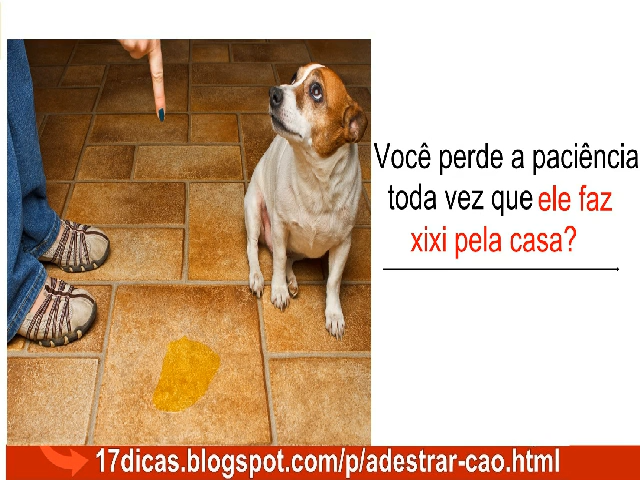 Você perde a paciência
toda vez que ele faz
xixi pela casa?
17dicas.blogspot.com/p/adestrar-cao.html